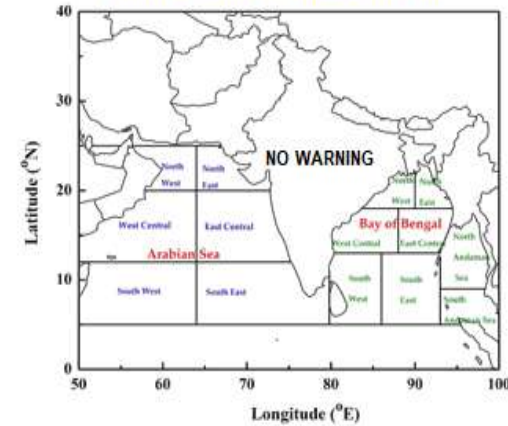 40
30
20
10
0
Latitude (°N)
NO WARNING
North
West
North
East
West Central
East Central
Arabian Sea
South West
South East
North
West
North
East
Bay of Bengal
West Central
East Central
South
West
South
East
North
Andaman
Sea
South
Andaman Sea
50
60
70
80
90
100
Longitude (°E)